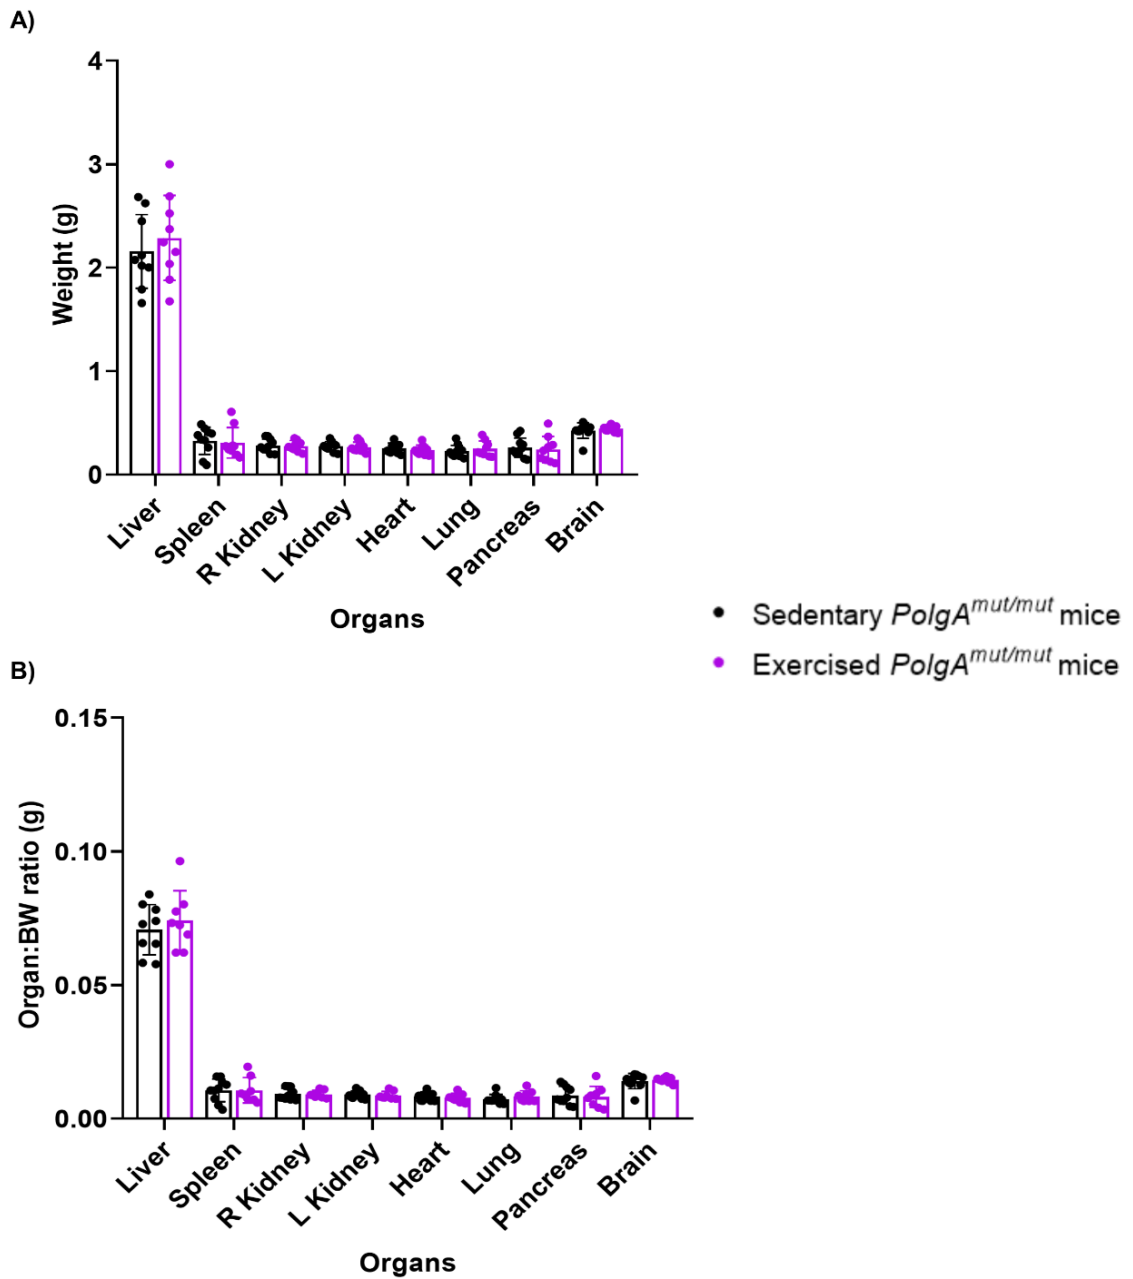 A)
4
3
2
1
0
Weight (g)
Liver
Spleen
R Kidney
L Kidney
Heart
Lung
Pancreas
Brain
Organs
Sedentary PolgA^mut/mut mice
Exercised PolgA^mut/mut mice
B)
0.15
0.10
0.05
0.00
Organ:BW ratio (g)
Liver
Spleen
R Kidney
L Kidney
Heart
Lung
Pancreas
Brain
Organs